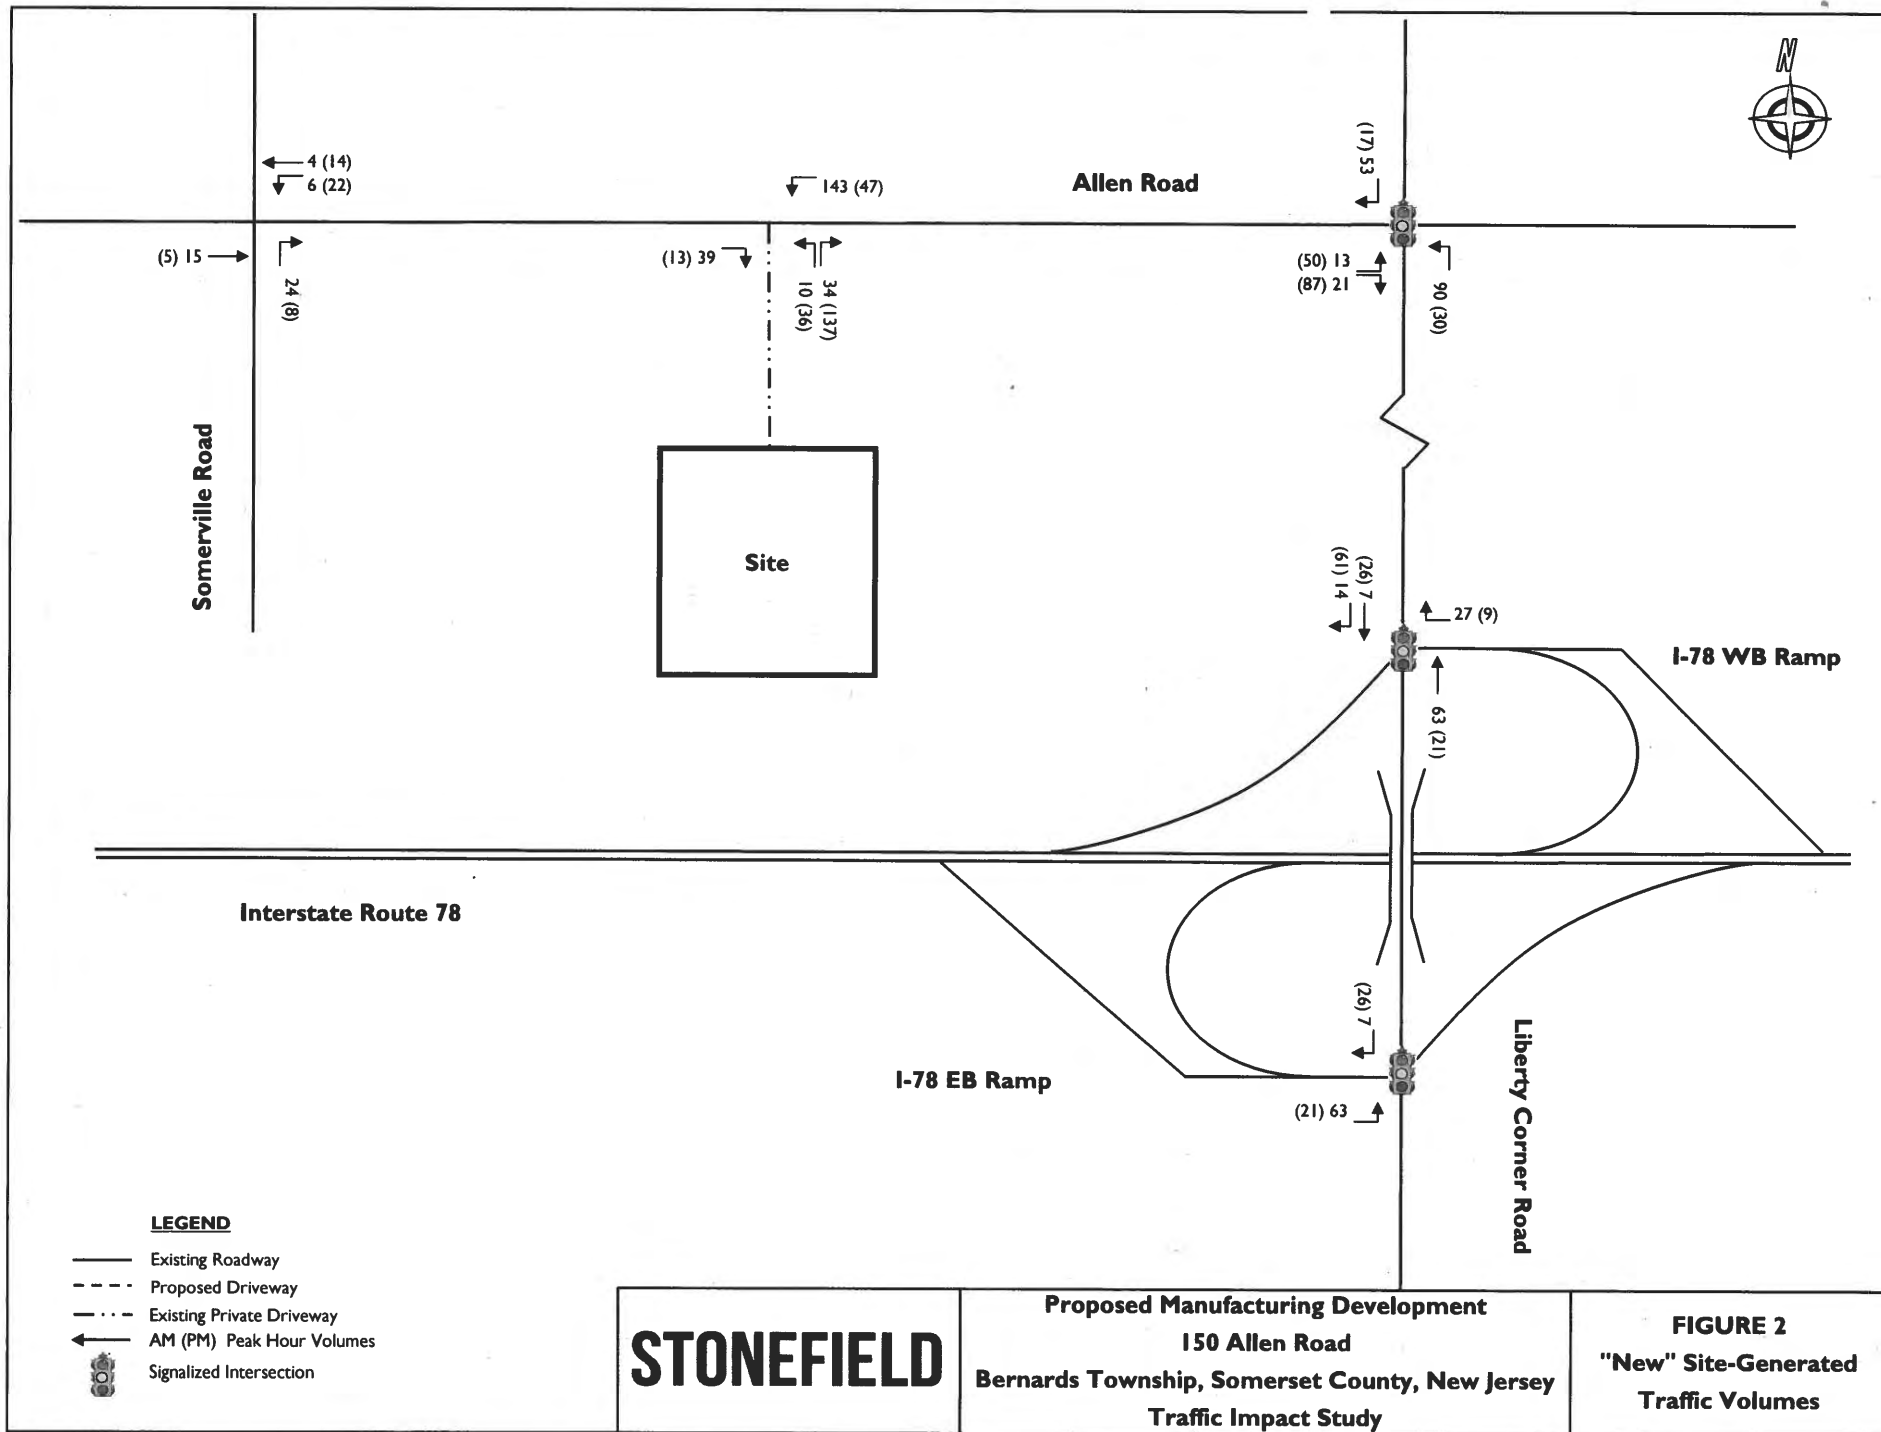 N
(17) 53
4 (14)
6 (22)
143 (47)
Allen Road
(5) 15
24 (8)
(13) 39
10 (36)
34 (137)
(50) 13
(87) 21
90 (30)
Somerville Road
Site
(61) 14
(26) 7
27 (9)
I-78 WB Ramp
63 (21)
Interstate Route 78
(26) 7
I-78 EB Ramp
(21) 63
Liberty Corner Road
LEGEND
Existing Roadway
Proposed Driveway
Existing Private Driveway
AM (PM) Peak Hour Volumes
Signalized Intersection
STONEFIELD
Proposed Manufacturing Development
150 Allen Road
Bernards Township, Somerset County, New Jersey
Traffic Impact Study
FIGURE 2
"New" Site-Generated
Traffic Volumes